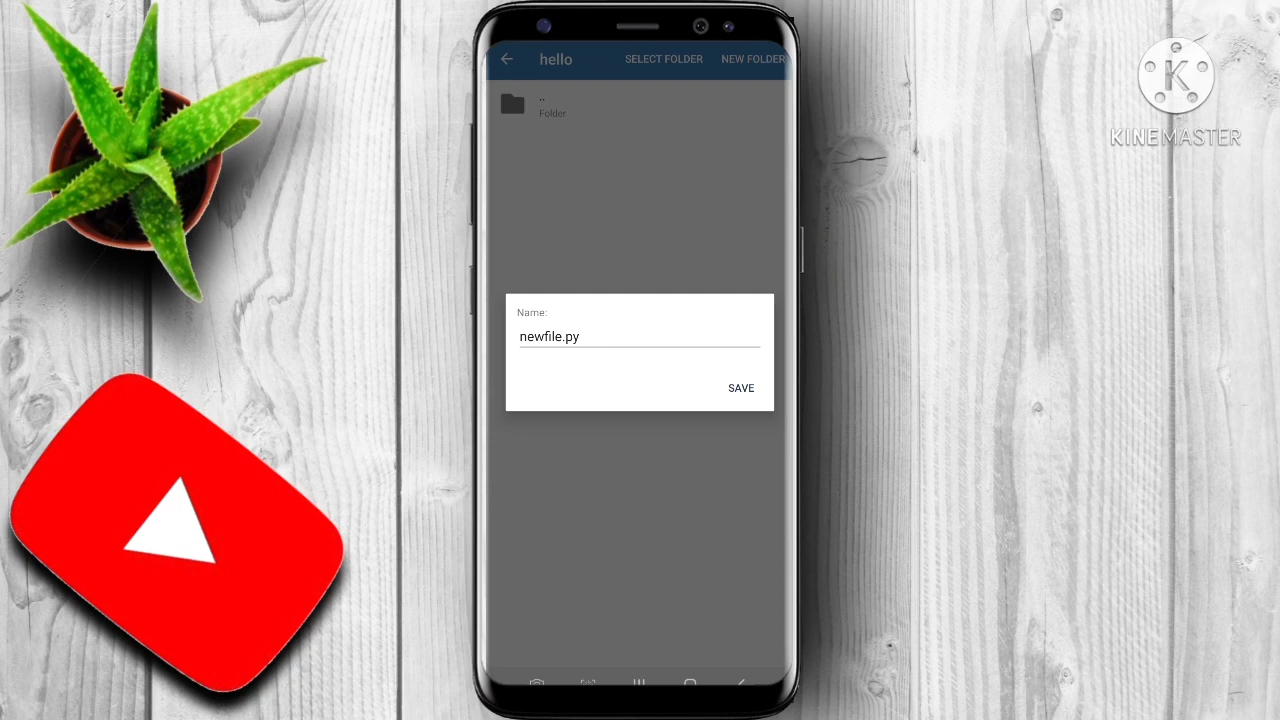 hello SELECT FOLDER NEW FOLDER
..
Folder
Name:
newfile.py
SAVE
K
KINEMASTER